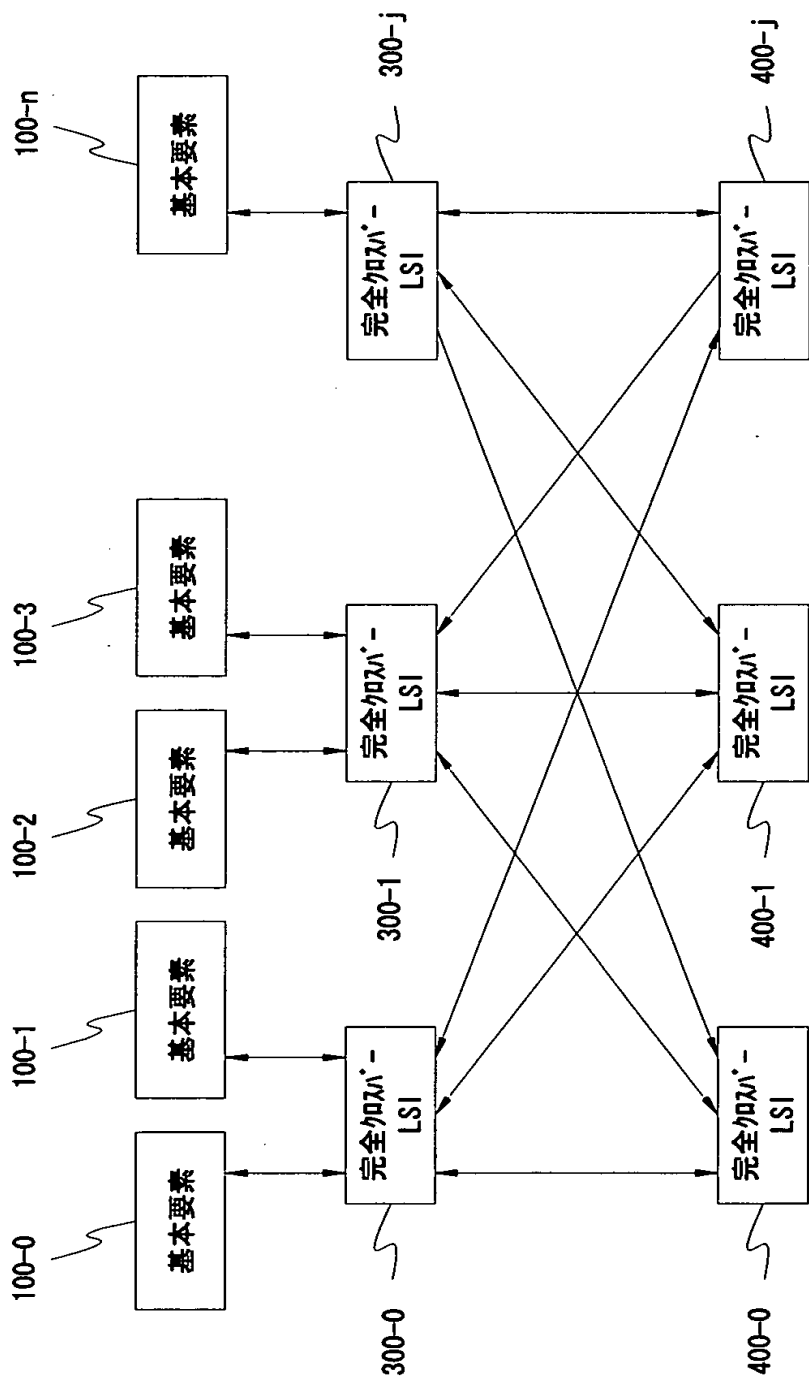 100-0
100-1
100-2
100-3
100-n
基本要素
基本要素
基本要素
基本要素
基本要素
300-0
完全クロスバー
LSI
300-1
完全クロスバー
LSI
300-j
完全クロスバー
LSI
400-0
完全クロスバー
LSI
400-1
完全クロスバー
LSI
400-j
完全クロスバー
LSI